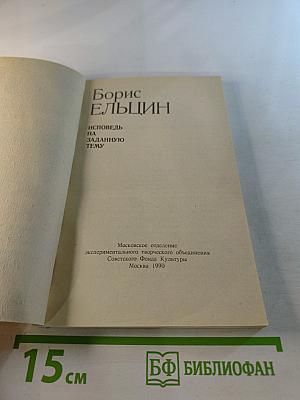 Борис
ЕЛЬЦИН
ИСПОВЕДЬ
НА
ЗАДАННУЮ
ТЕМУ
Московское отделение
экспериментального творческого объединения
Советского Фонда Культуры
Москва 1990
15 см
БФ БИБЛИОФАН